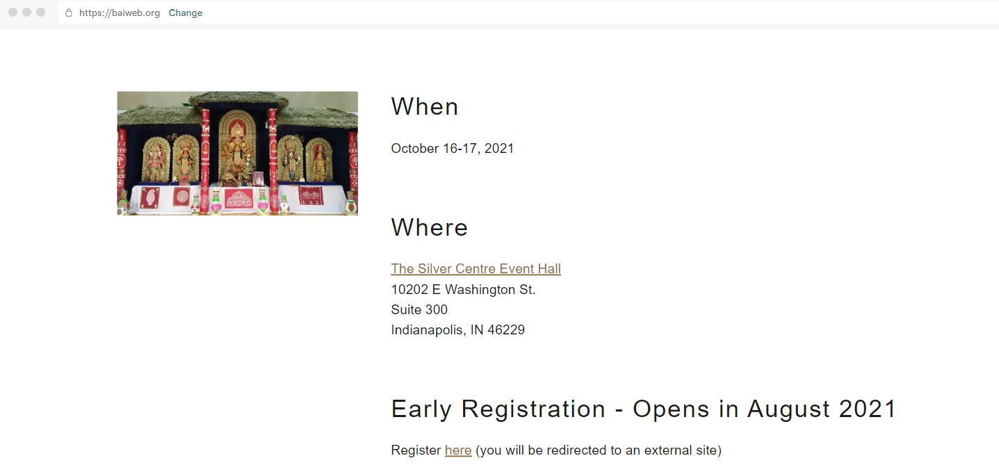 https://baiweb.org Change
When
October 16-17, 2021
Where
The Silver Centre Event Hall
10202 E Washington St.
Suite 300
Indianapolis, IN 46229
Early Registration - Opens in August 2021
Register here (you will be redirected to an external site)